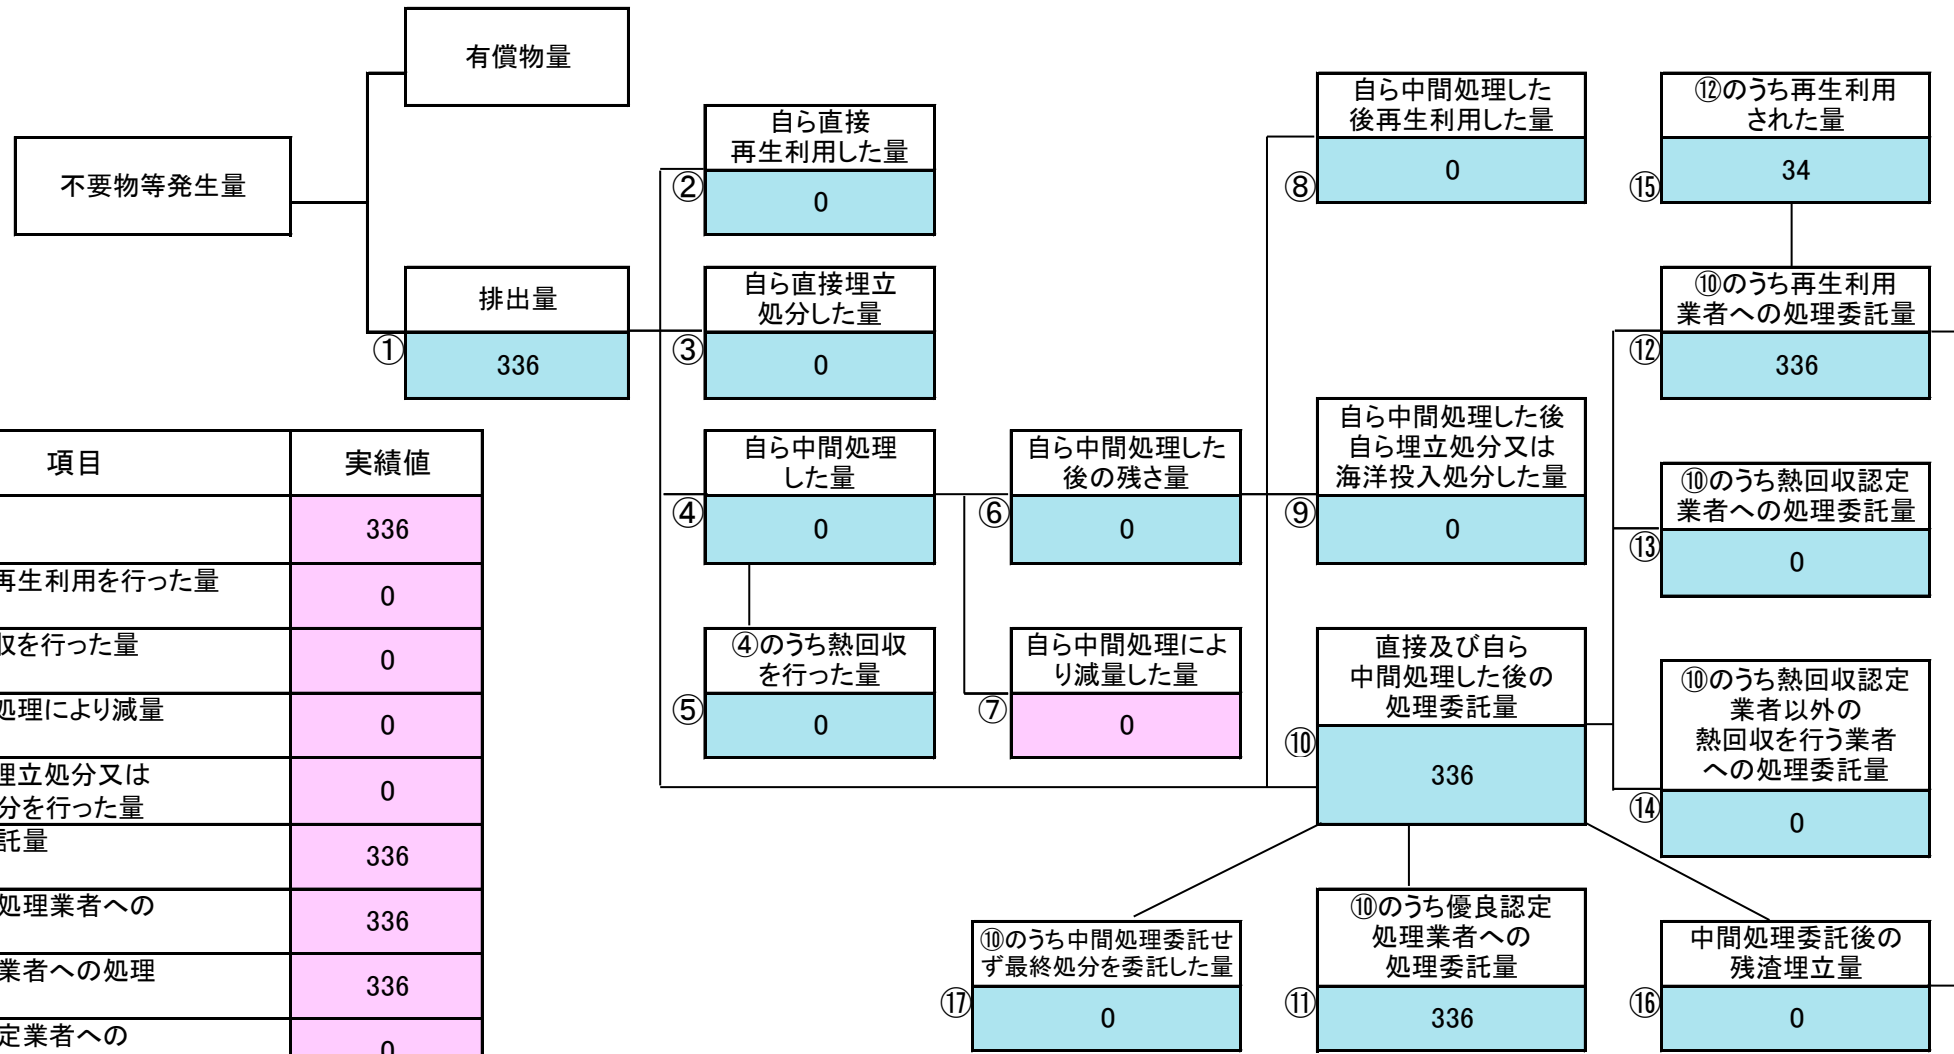 有償物量
不要物等発生量
排出量
①
336
自ら直接
再生利用した量
②
0
自ら直接埋立
処分した量
③
0
自ら中間処理
した量
④
0
④のうち熱回収
を行った量
⑤
0
自ら中間処理した
後の残さ量
⑥
0
自ら中間処理によ
り減量した量
⑦
0
自ら中間処理した
後再生利用した量
⑧
0
自ら中間処理した後
自ら埋立処分又は
海洋投入処分した量
⑨
0
直接及び自ら
中間処理した後の
処理委託量
⑩
336
⑫のうち再生利用
された量
⑮
34
⑩のうち再生利用
業者への処理委託量
⑫
336
⑩のうち熱回収認定
業者への処理委託量
⑬
0
⑩のうち熱回収認定
業者以外の
熱回収を行う業者
への処理委託量
⑭
0
⑩のうち中間処理委託せ
ず最終処分を委託した量
⑰
0
⑩のうち優良認定
処理業者への
処理委託量
⑪
336
中間処理委託後の
残渣埋立量
⑯
0
項目 実績値
336
再生利用を行った量 0
収を行った量 0
処理により減量 0
埋立処分又は
分を行った量 0
託量 336
処理業者への 336
業者への処理 336
定業者への 0